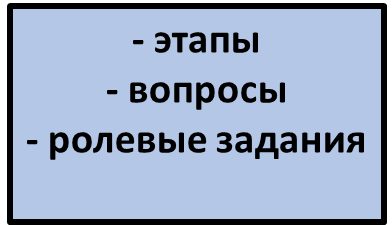 - этапы
- вопросы
- ролевые задания